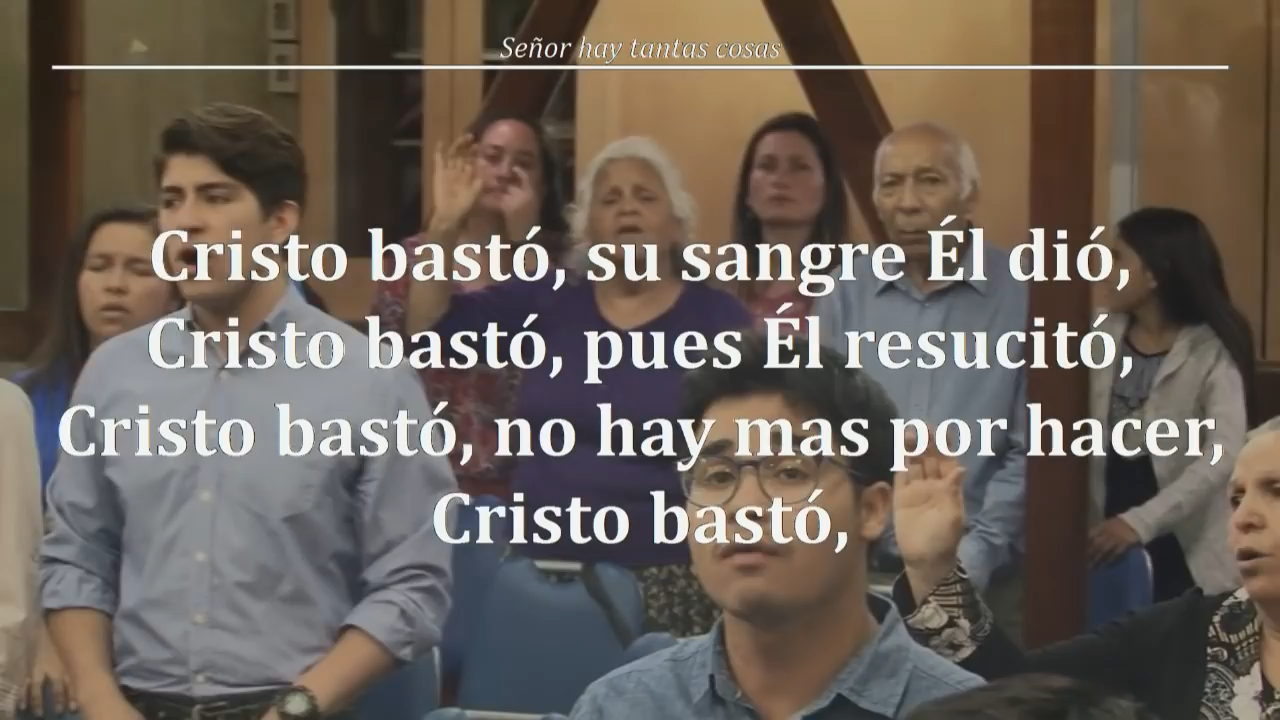 Señor hay tantas cosas
Cristo bastó, su sangre Él dió,
Cristo bastó, pues Él resucitó,
Cristo bastó, no hay mas por hacer,
Cristo bastó,